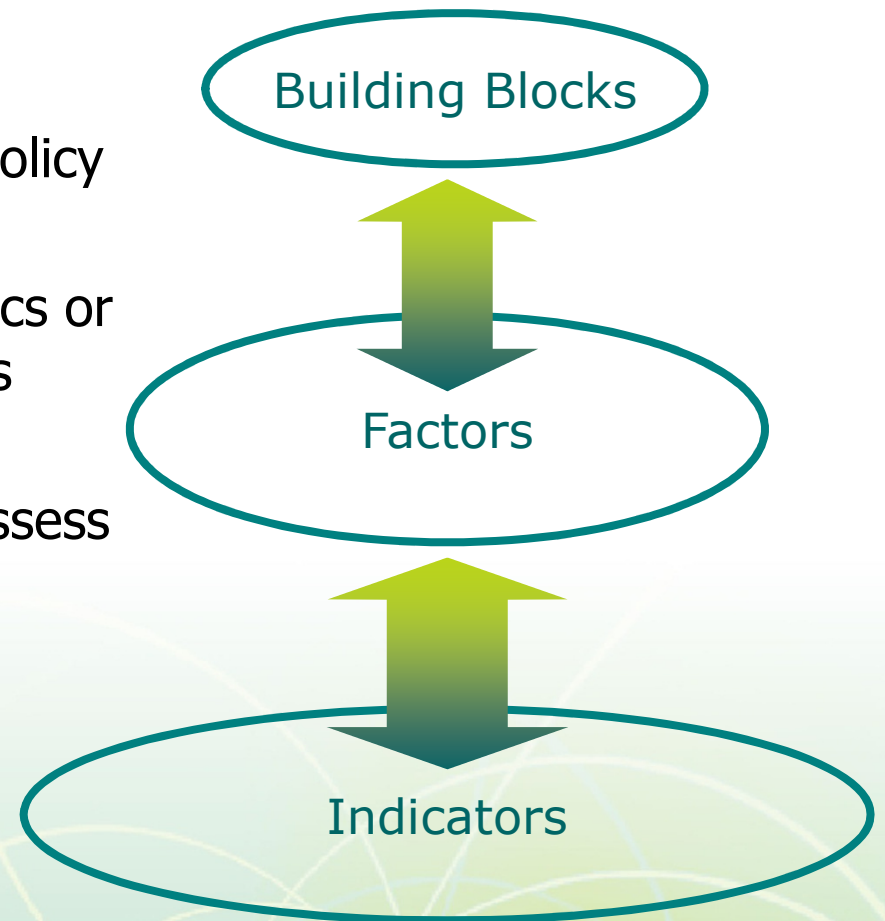 Building Blocks
olicy
cs or
s
Factors
ssess
Indicators